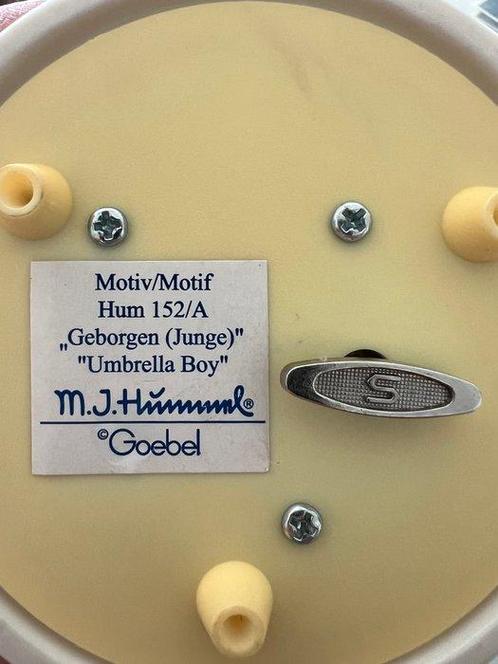 Motiv/Motif
Hum 152/A
„Geborgen (Junge)"
"Umbrella Boy"
M.J.Hummel®
©Goebel
S